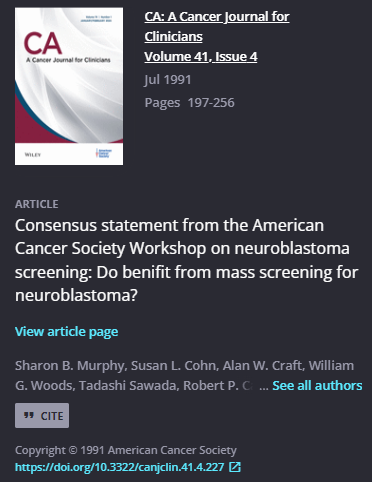 CA
A Cancer Journal for Clinicians
WILEY
CA: A Cancer Journal for
Clinicians
Volume 41, Issue 4
Jul 1991
Pages 197-256
ARTICLE
Consensus statement from the American
Cancer Society Workshop on neuroblastoma
screening: Do benifit from mass screening for
neuroblastoma?
View article page
Sharon B. Murphy, Susan L. Cohn, Alan W. Craft, William
G. Woods, Tadashi Sawada, Robert P. ... See all authors
CITE
Copyright © 1991 American Cancer Society
https://doi.org/10.3322/canjclin.41.4.227